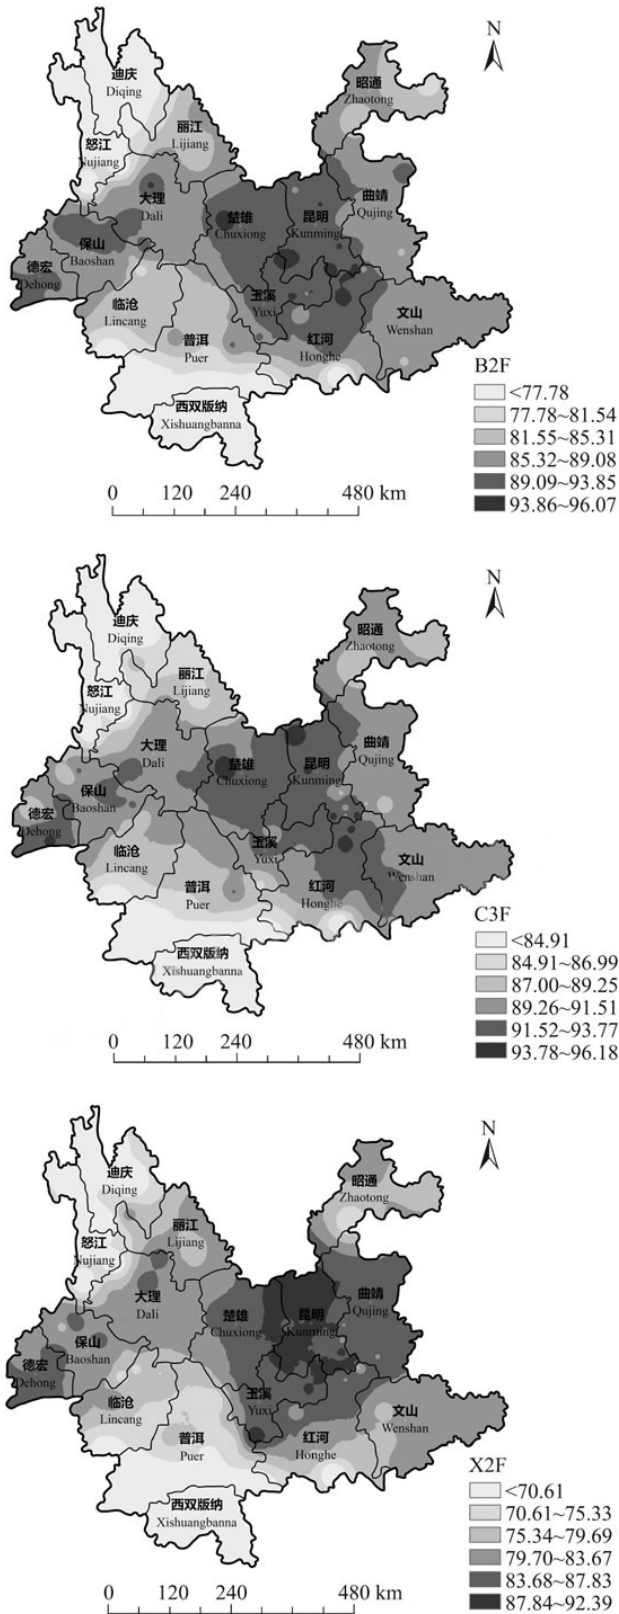 N
迪庆
Diqing
昭通
Zhaotong
丽江
Lijiang
怒江
Nujiang
大理
Dali
楚雄
Chuxiong
昆明
Kunming
曲靖
Qujing
保山
Baoshan
德宏
Dehong
临沧
Lincang
玉溪
Yuxi
文山
Wenshan
普洱
Puer
红河
Honghe
西双版纳
Xishuangbanna
B2F
<77.78
77.78~81.54
81.55~85.31
85.32~89.08
89.09~93.85
93.86~96.07
0 120 240 480 km
N
迪庆
Diqing
昭通
Zhaotong
丽江
Lijiang
怒江
Nujiang
大理
Dali
楚雄
Chuxiong
昆明
Kunming
曲靖
Qujing
保山
Baoshan
德宏
Dehong
临沧
Lincang
玉溪
Yuxi
文山
Wenshan
普洱
Puer
红河
Honghe
西双版纳
Xishuangbanna
C3F
<84.91
84.91~86.99
87.00~89.25
89.26~91.51
91.52~93.77
93.78~96.18
0 120 240 480 km
N
迪庆
Diqing
昭通
Zhaotong
丽江
Lijiang
怒江
Nujiang
大理
Dali
楚雄
Chuxiong
昆明
Kunming
曲靖
Qujing
保山
Baoshan
德宏
Dehong
临沧
Lincang
玉溪
Yuxi
文山
Wenshan
普洱
Puer
红河
Honghe
西双版纳
Xishuangbanna
X2F
<70.61
70.61~75.33
75.34~79.69
79.70~83.67
83.68~87.83
87.84~92.39
0 120 240 480 km